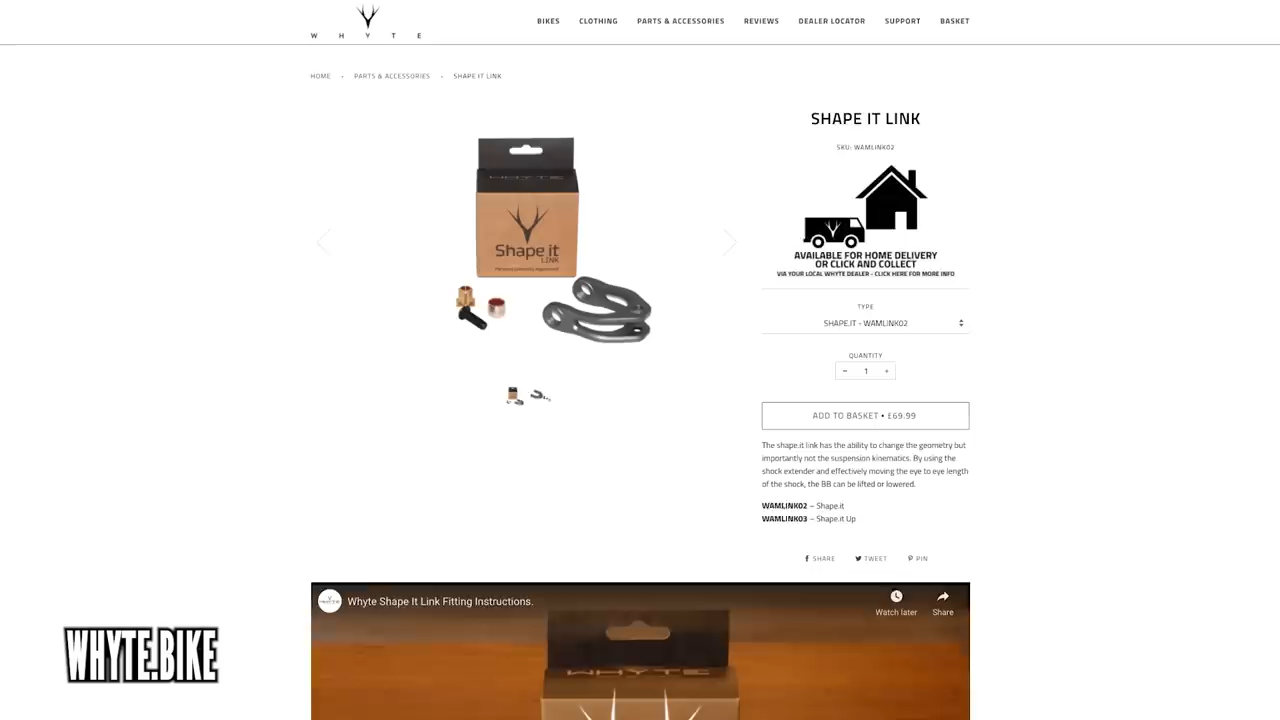 W H Y T E
BIKES CLOTHING PARTS & ACCESSORIES REVIEWS DEALER LOCATOR SUPPORT BASKET
HOME • PARTS & ACCESSORIES • SHAPE IT LINK
WHYTE
Shape it
LINK
SHAPE IT LINK
SKU: WAMLINK02
AVAILABLE FOR HOME DELIVERY
OR CLICK AND COLLECT
VIA YOUR LOCAL WHYTE DEALER - CLICK HERE FOR MORE INFO
TYPE
SHAPE.IT - WAMLINK02
QUANTITY
− 1 +
ADD TO BASKET • £69.99
The shape.it link has the ability to change the geometry but
importantly not the suspension kinematics. By using the
shock extender and effectively moving the eye to eye length
of the shock, the BB can be lifted or lowered.
WAMLINK02 – Shape.it
WAMLINK03 – Shape.it Up
SHARE TWEET PIN
Whyte Shape It Link Fitting Instructions.
Watch later
Share
WHYTE
WHYTE.BIKE